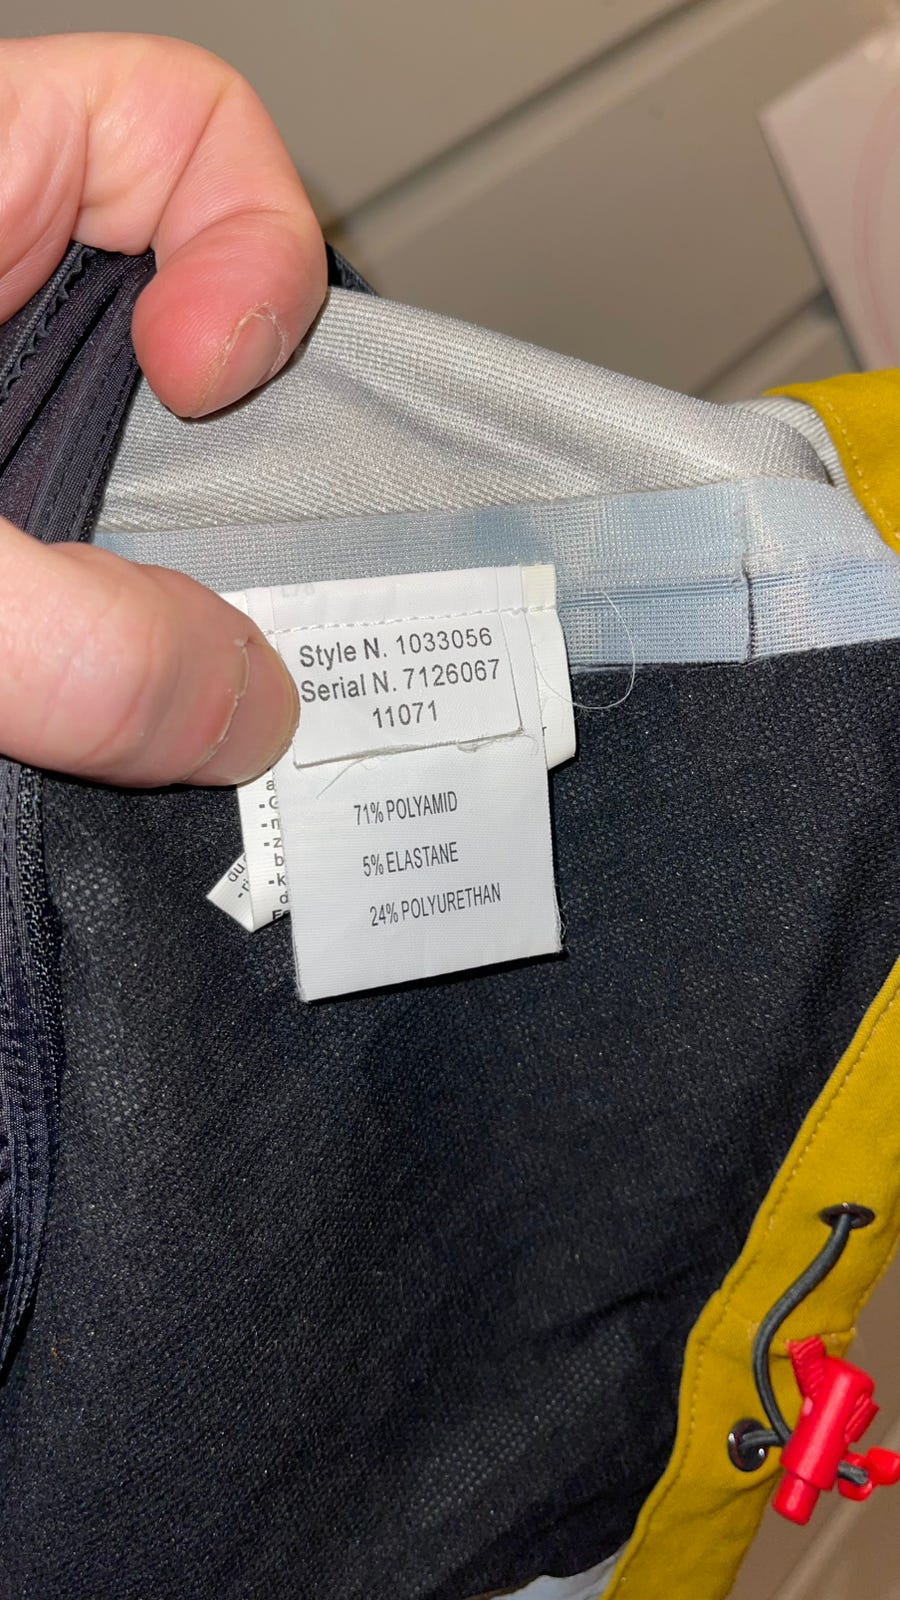 Style N. 1033056
Serial N. 7126067
11071
71% POLYAMID
5% ELASTANE
24% POLYURETHAN